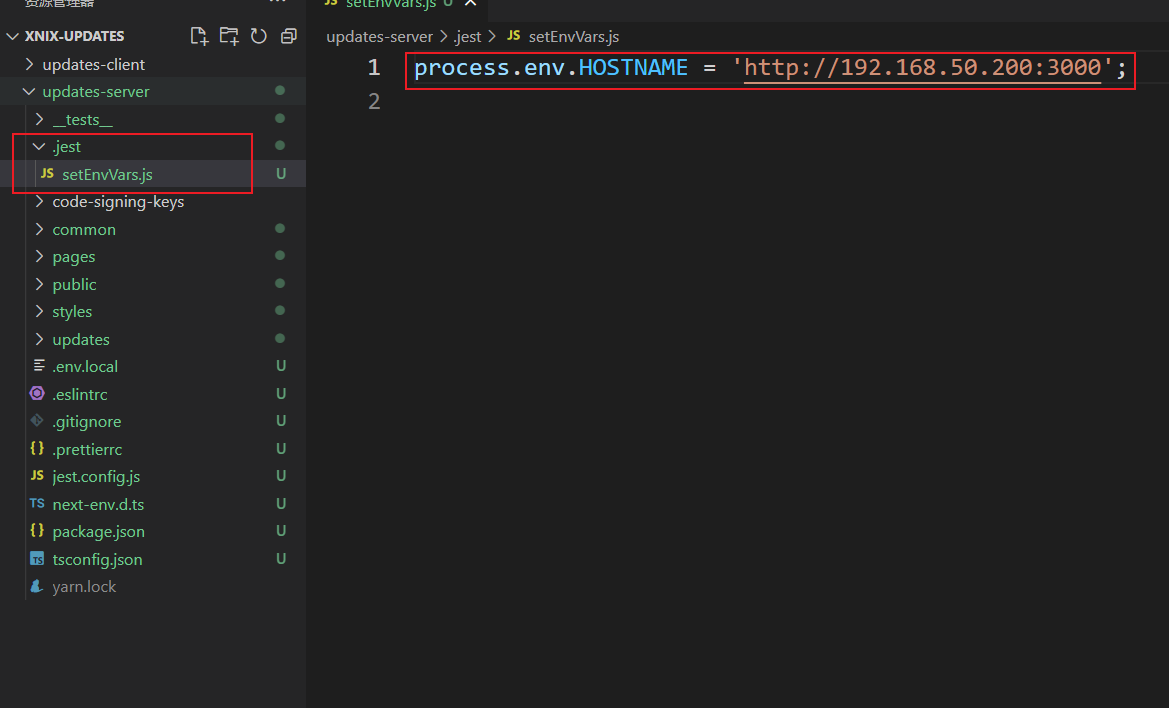 资源管理器
XNIX-UPDATES
updates-client
updates-server
__tests__
.jest
JS setEnvVars.js U
code-signing-keys
common
pages
public
styles
updates
.env.local U
.eslintrc U
.gitignore U
{} .prettierrc U
JS jest.config.js U
TS next-env.d.ts U
{} package.json U
TS tsconfig.json U
yarn.lock
JS setEnvVars.js U
updates-server > .jest > JS setEnvVars.js
1 process.env.HOSTNAME = 'http://192.168.50.200:3000';
2